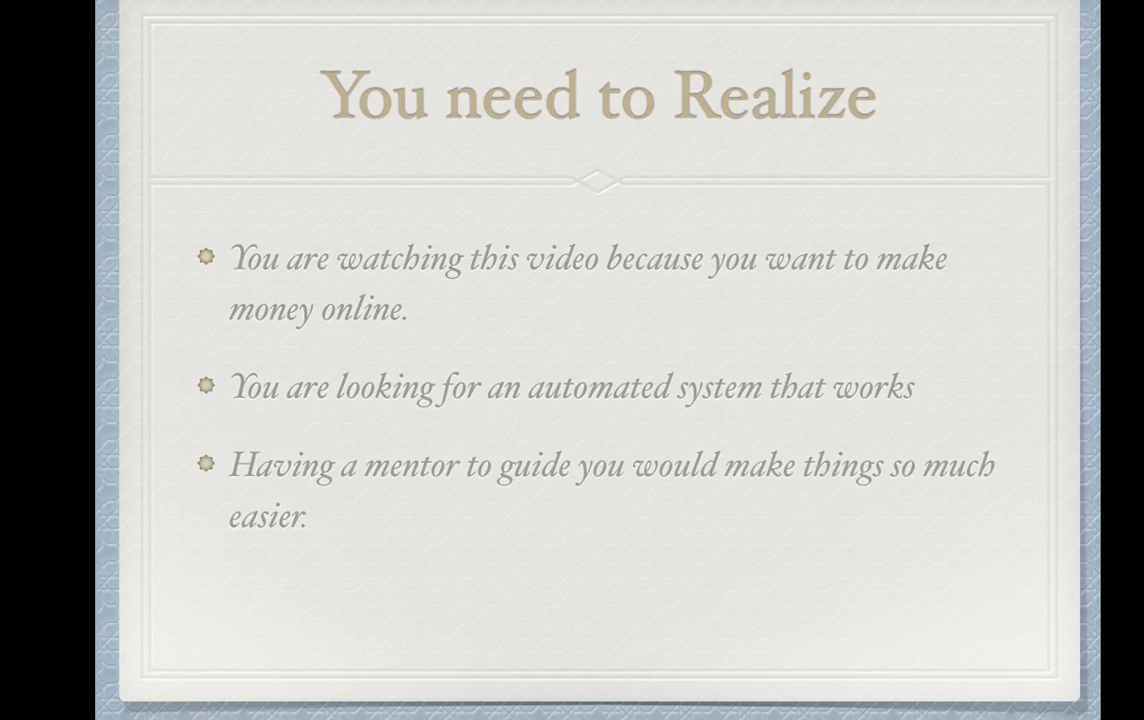 You need to Realize
You are watching this video because you want to make
money online.
You are looking for an automated system that works
Having a mentor to guide you would make things so much
easier.